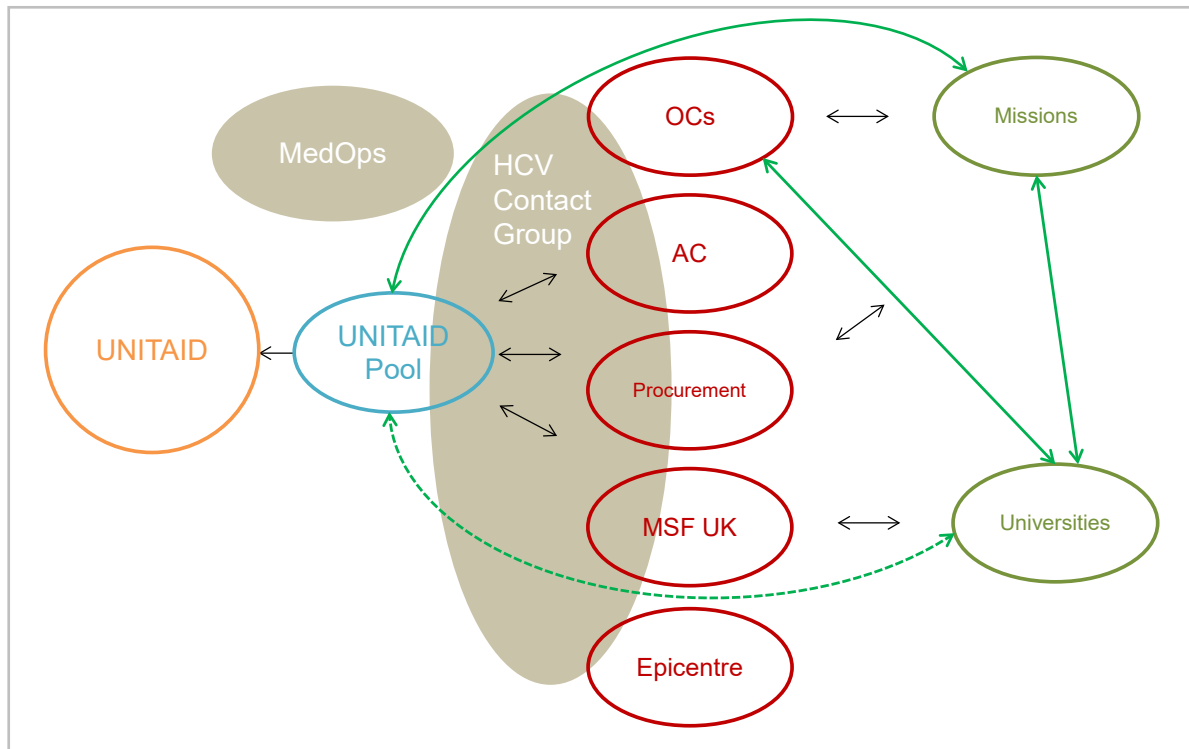 OCs
Missions
MedOps
HCV
Contact
Group
AC
UNITAID
UNITAID
Pool
Procurement
MSF UK
Universities
Epicentre